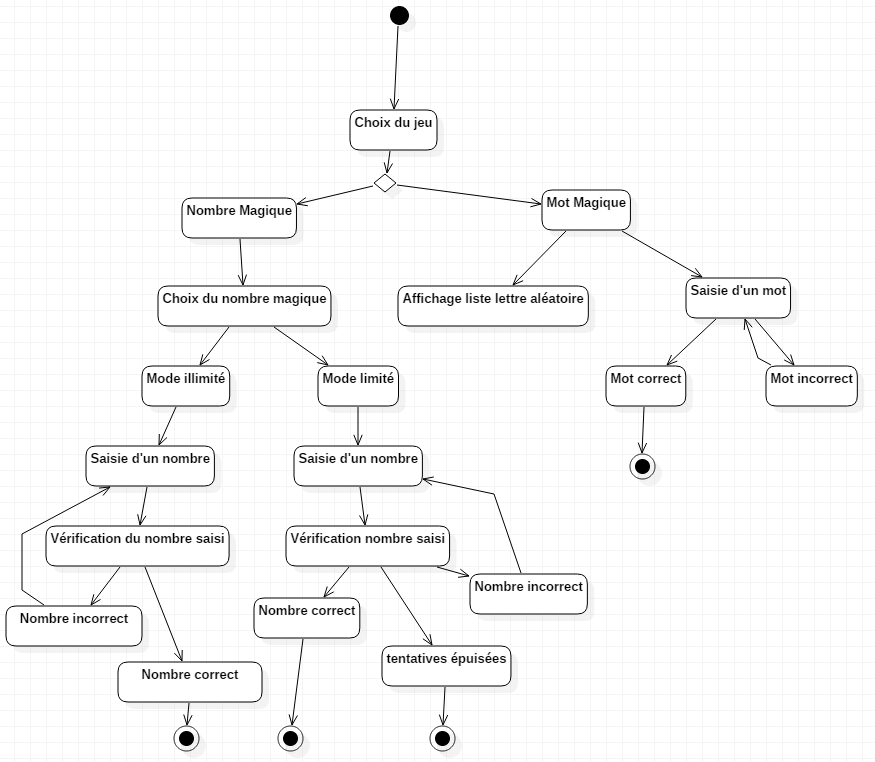 Choix du jeu
Nombre Magique
Mot Magique
Choix du nombre magique
Affichage liste lettre aléatoire
Saisie d'un mot
Mode illimité
Mode limité
Mot correct
Mot incorrect
Saisie d'un nombre
Saisie d'un nombre
Vérification du nombre saisi
Vérification nombre saisi
Nombre incorrect
Nombre correct
Nombre incorrect
Nombre correct
tentatives épuisées